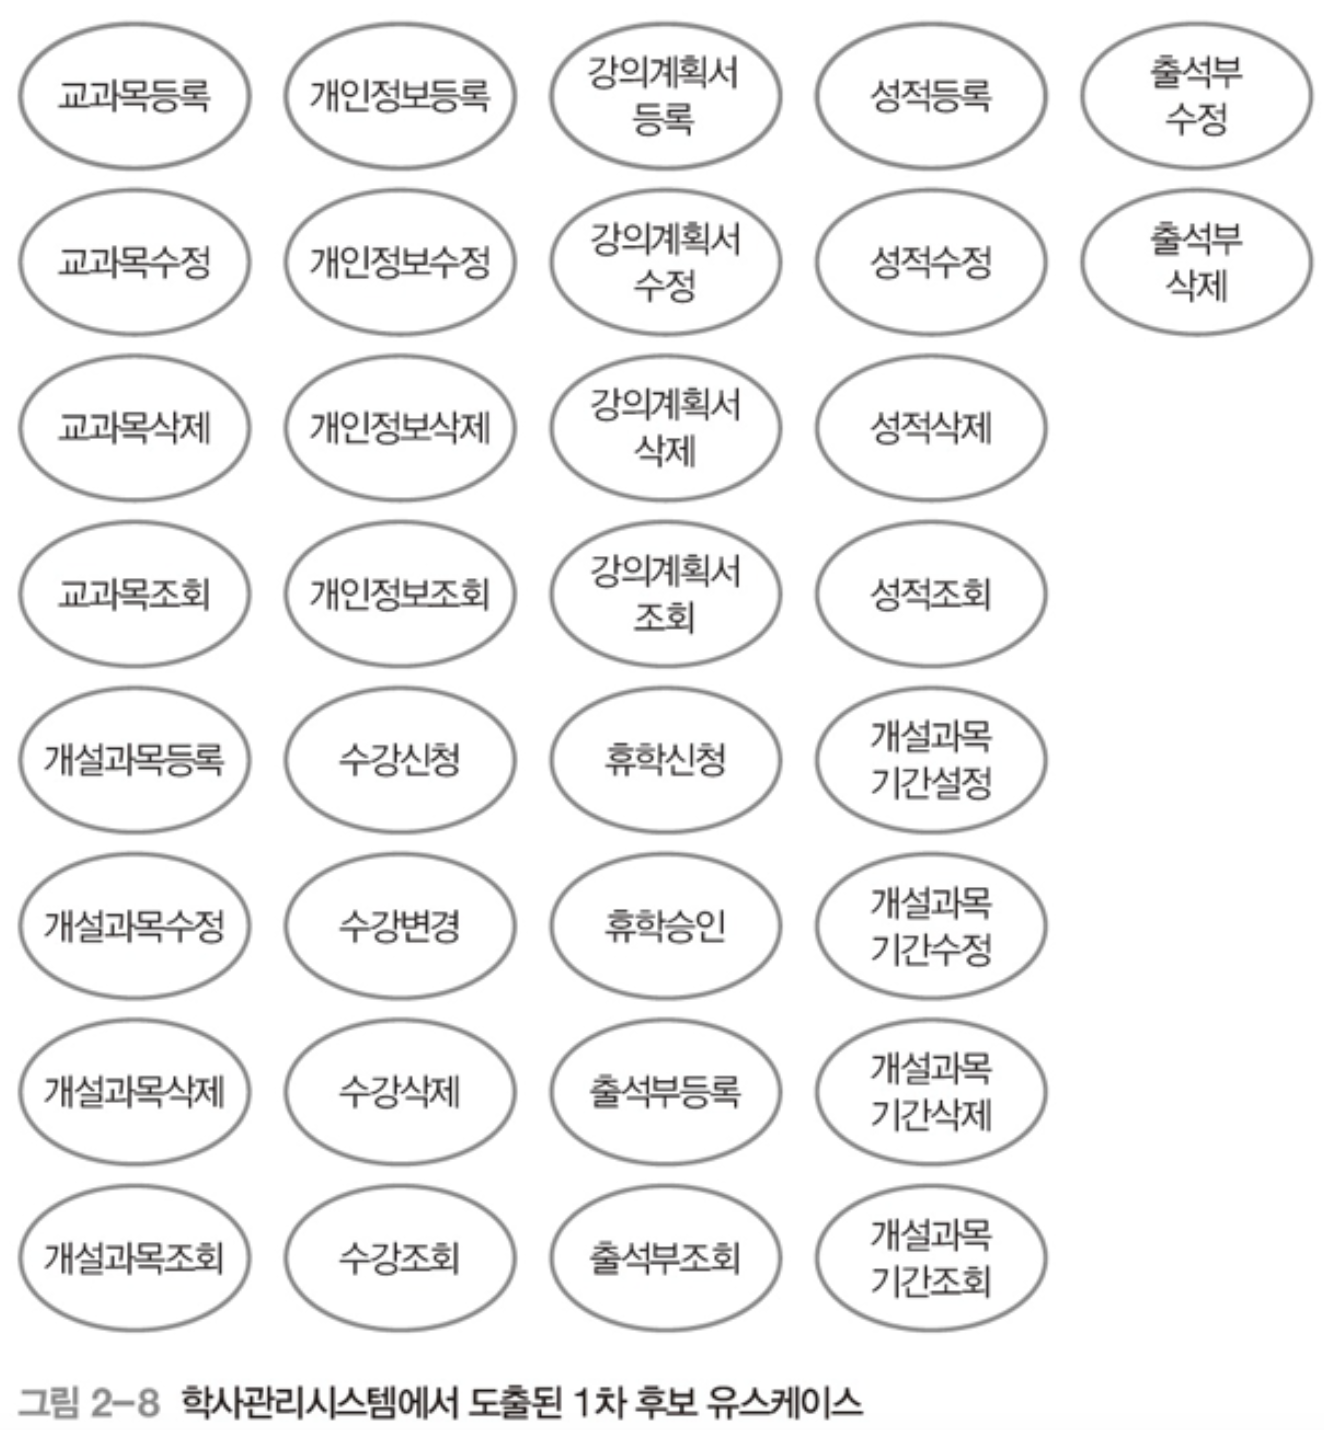 교과목등록
개인정보등록
강의계획서
등록
성적등록
출석부
수정
교과목수정
개인정보수정
강의계획서
수정
성적수정
출석부
삭제
교과목삭제
개인정보삭제
강의계획서
삭제
성적삭제
교과목조회
개인정보조회
강의계획서
조회
성적조회
개설과목등록
수강신청
휴학신청
개설과목
기간설정
개설과목수정
수강변경
휴학승인
개설과목
기간수정
개설과목삭제
수강삭제
출석부등록
개설과목
기간삭제
개설과목조회
수강조회
출석부조회
개설과목
기간조회
그림 2-8 학사관리시스템에서 도출된 1차 후보 유스케이스